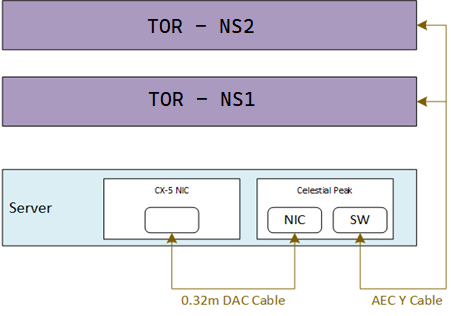 TOR – NS2
TOR – NS1
CX-5 NIC
Celestial Peak
Server
NIC
SW
0.32m DAC Cable
AEC Y Cable